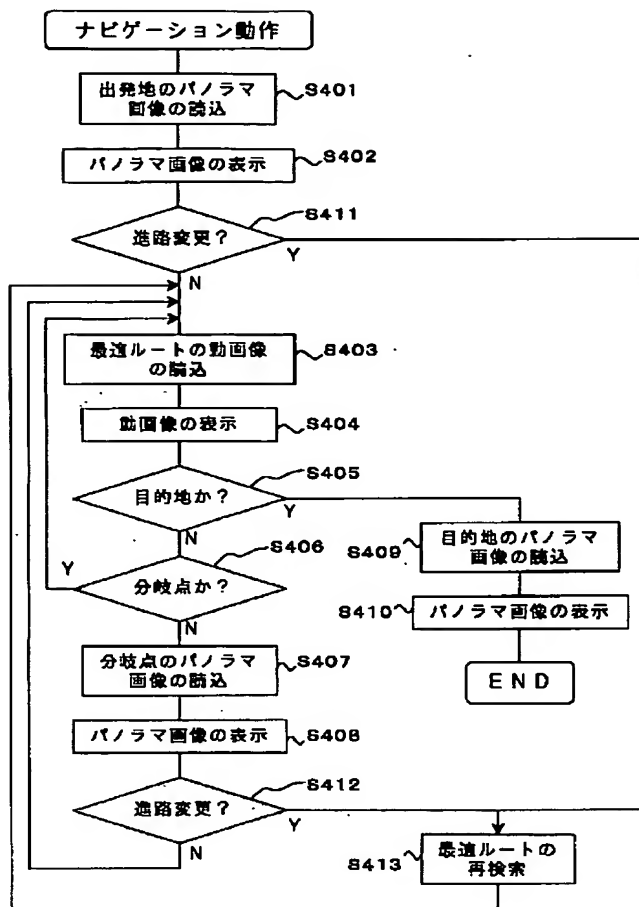 ナビゲーション動作
出発地のパノラマ
画像の読込
S401
パノラマ画像の表示
S402
進路変更?
S411
Y
N
最適ルートの動画像
の読込
S403
動画像の表示
S404
目的地か?
S405
Y
N
目的地のパノラマ
画像の読込
S409
分岐点か?
S406
Y
N
パノラマ画像の表示
S410
END
分岐点のパノラマ
画像の読込
S407
パノラマ画像の表示
S408
進路変更?
S412
Y
N
最適ルートの
再検索
S413